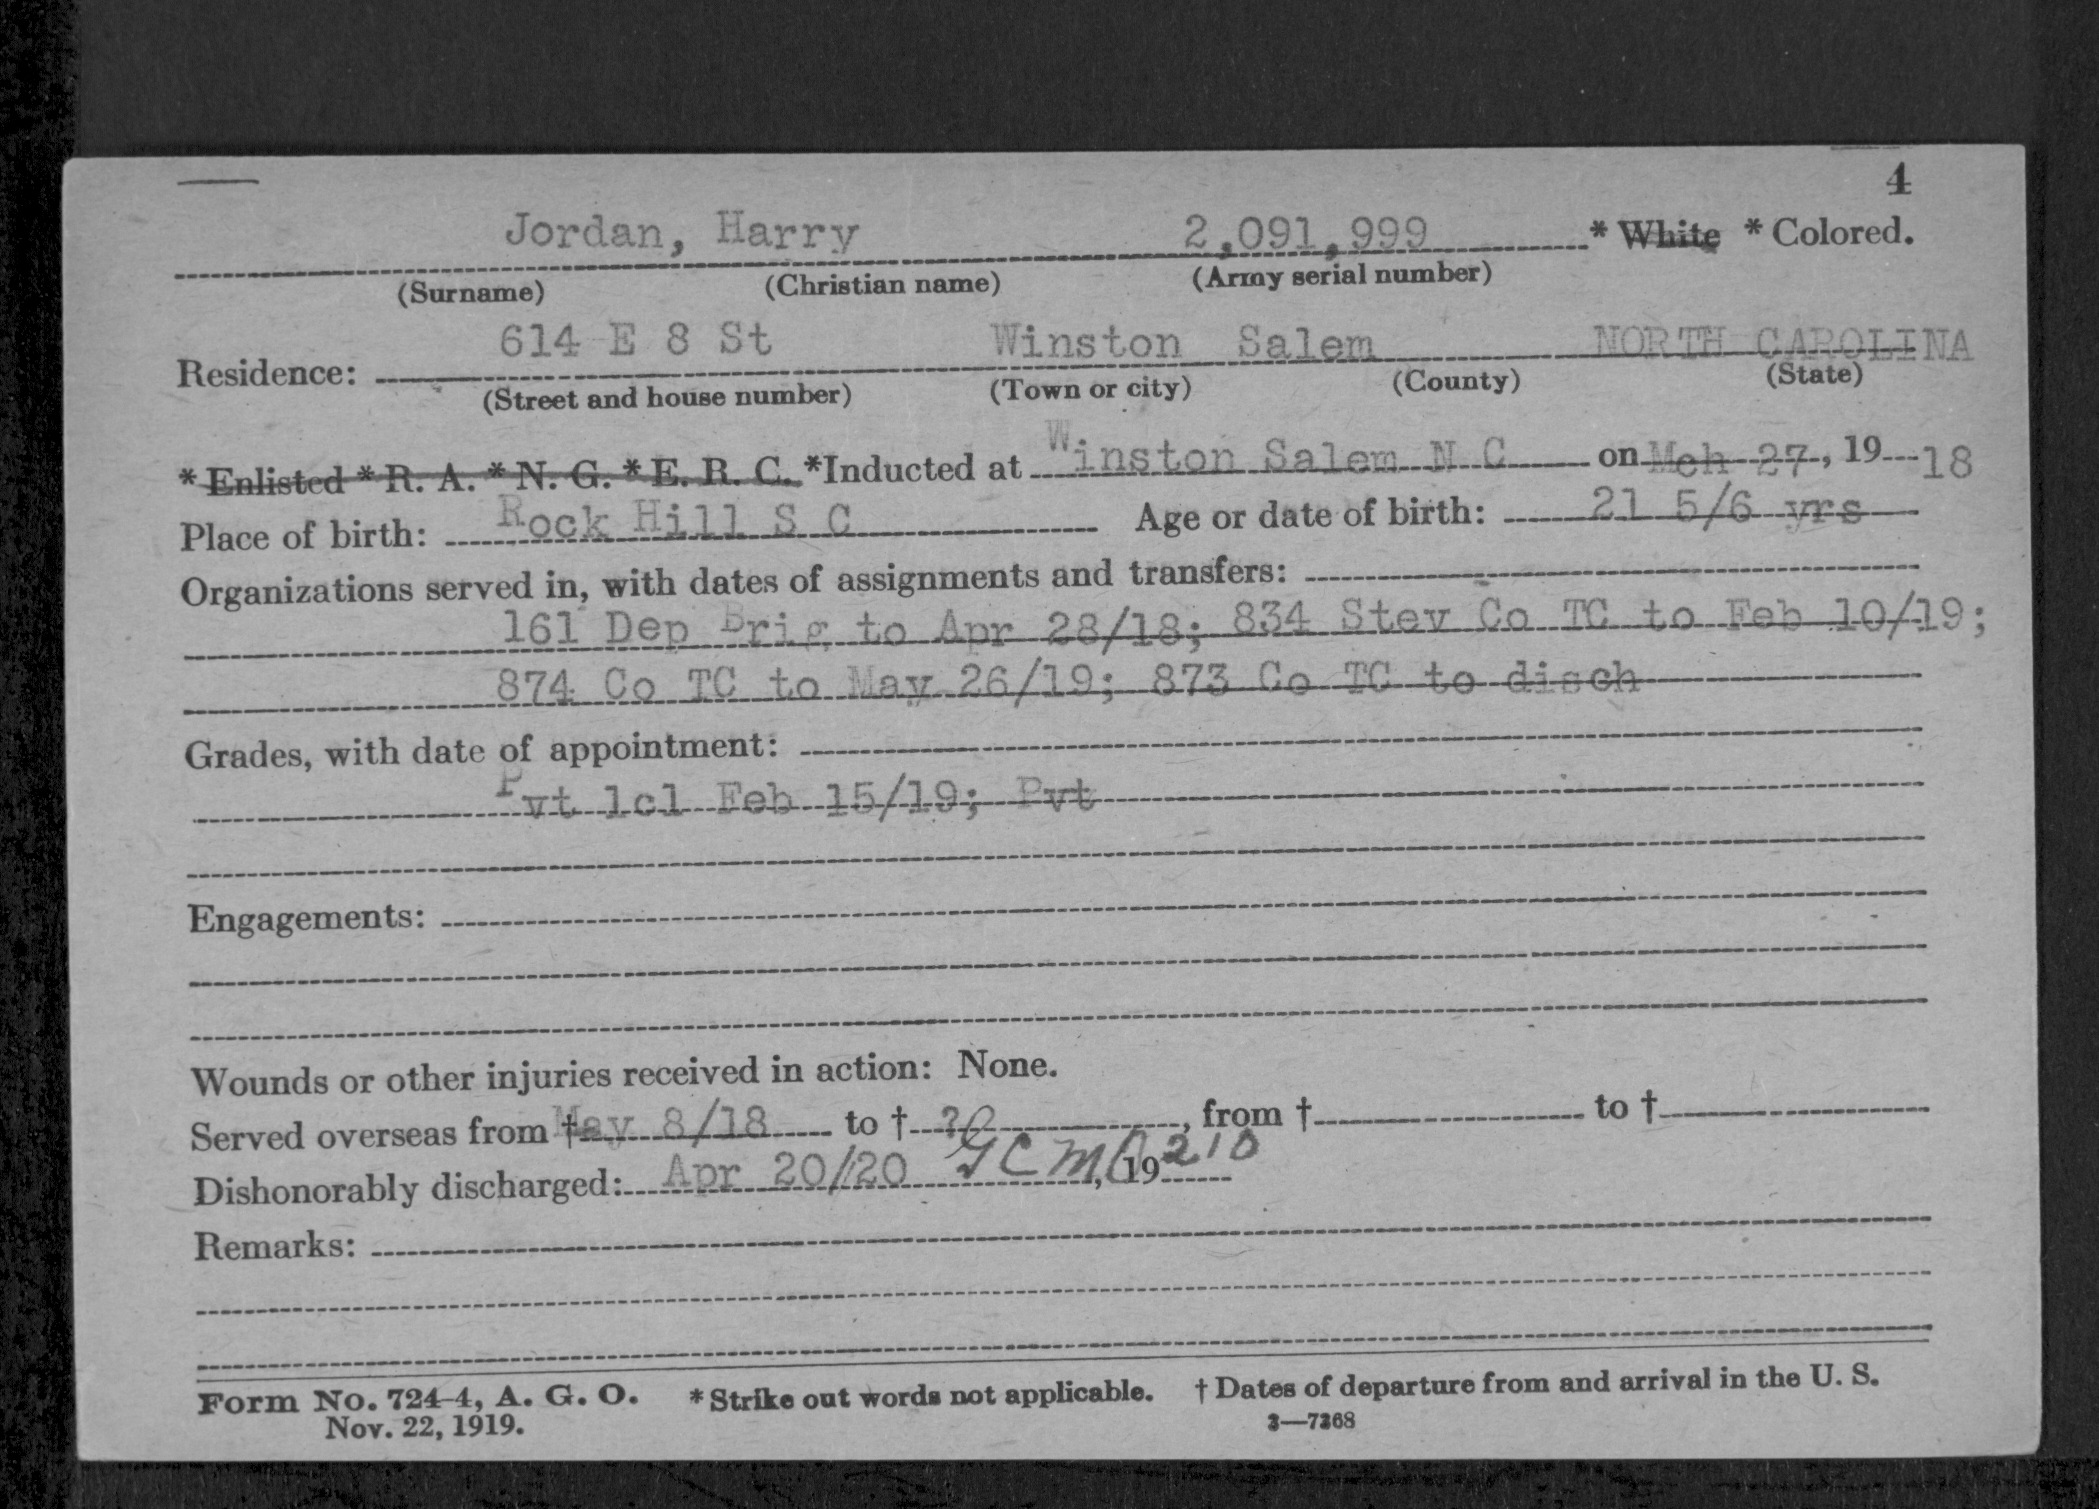 4
Jordan, Harry 2,091,999 * White * Colored.
(Surname) (Christian name) (Army serial number)
Residence: 614 E 8 St Winston Salem NORTH CAROLINA
(Street and house number) (Town or city) (County) (State)
* Enlisted * R. A. * N. G. * E. R. C. *Inducted at Winston Salem N C on Mch 27, 19 18
Place of birth: Rock Hill S C Age or date of birth: 21 5/6 yrs
Organizations served in, with dates of assignments and transfers:
161 Dep Brig to Apr 28/18; 834 Stev Co TC to Feb 10/19;
874 Co TC to May 26/19; 873 Co TC to disch
Grades, with date of appointment:
Pvt 1cl Feb 15/19; Pvt
Engagements:
Wounds or other injuries received in action: None.
Served overseas from † May 8/18 to † , from † to †
Dishonorably discharged: Apr 20/20 G C M O 210, 19
Remarks:
Form No. 724-4, A. G. O. * Strike out words not applicable. † Dates of departure from and arrival in the U. S.
Nov. 22, 1919. 3—7368